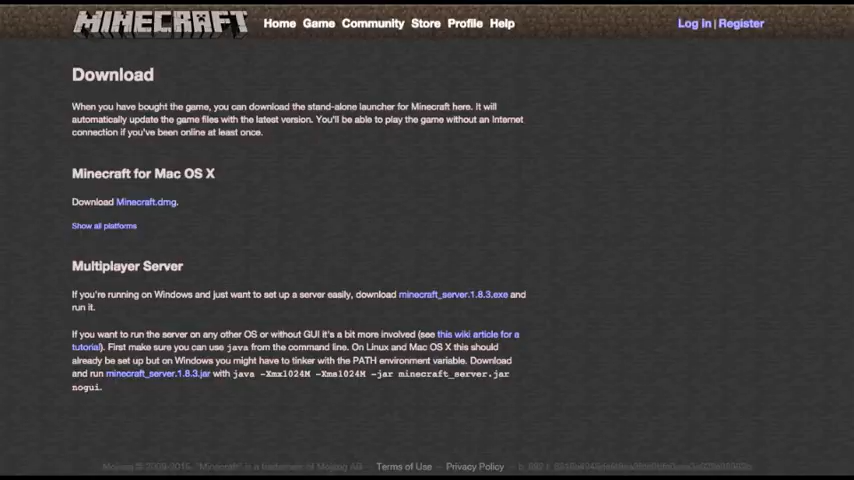 MINECRAFT
Home Game Community Store Profile Help
Log in | Register
Download
When you have bought the game, you can download the stand-alone launcher for Minecraft here. It will
automatically update the game files with the latest version. You'll be able to play the game without an Internet
connection if you've been online at least once.
Minecraft for Mac OS X
Download Minecraft.dmg.
Show all platforms
Multiplayer Server
If you're running on Windows and just want to set up a server easily, download minecraft_server.1.8.3.exe and
run it.
If you want to run the server on any other OS or without GUI it's a bit more involved (see this wiki article for a
tutorial). First make sure you can use java from the command line. On Linux and Mac OS X this should
already be set up but on Windows you might have to tinker with the PATH environment variable. Download
and run minecraft_server.1.8.3.jar with java -Xmx1024M -Xms1024M -jar minecraft_server.jar
nogui.
Mojang © 2009-2015. "Minecraft" is a trademark of Mojang AB — Terms of Use — Privacy Policy